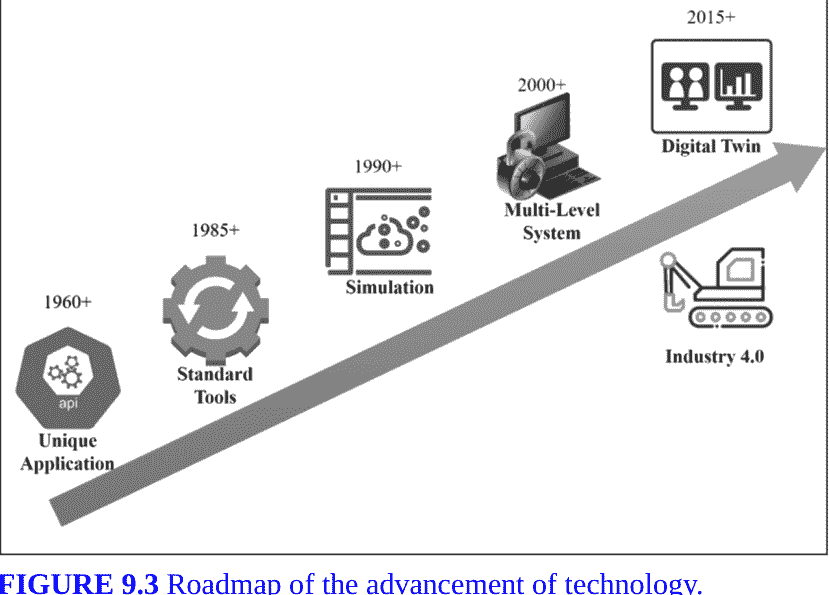 2015+
2000+
Digital Twin
1990+
Multi-Level
System
1985+
Simulation
1960+
Industry 4.0
Standard
Tools
api
Unique
Application
FIGURE 9.3 Roadmap of the advancement of technology.